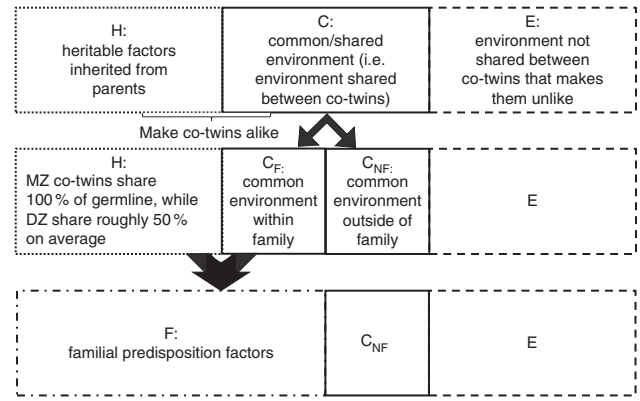 H:
heritable factors
inherited from
parents
C:
common/shared
environment (i.e.
environment shared
between co-twins)
E:
environment not
shared between
co-twins that makes
them unlike
Make co-twins alike
H:
MZ co-twins share
100 % of germline, while
DZ share roughly 50 %
on average
CF:
common
environment
within
family
CNF:
common
environment
outside of
family
E
F:
familial predisposition factors
CNF
E